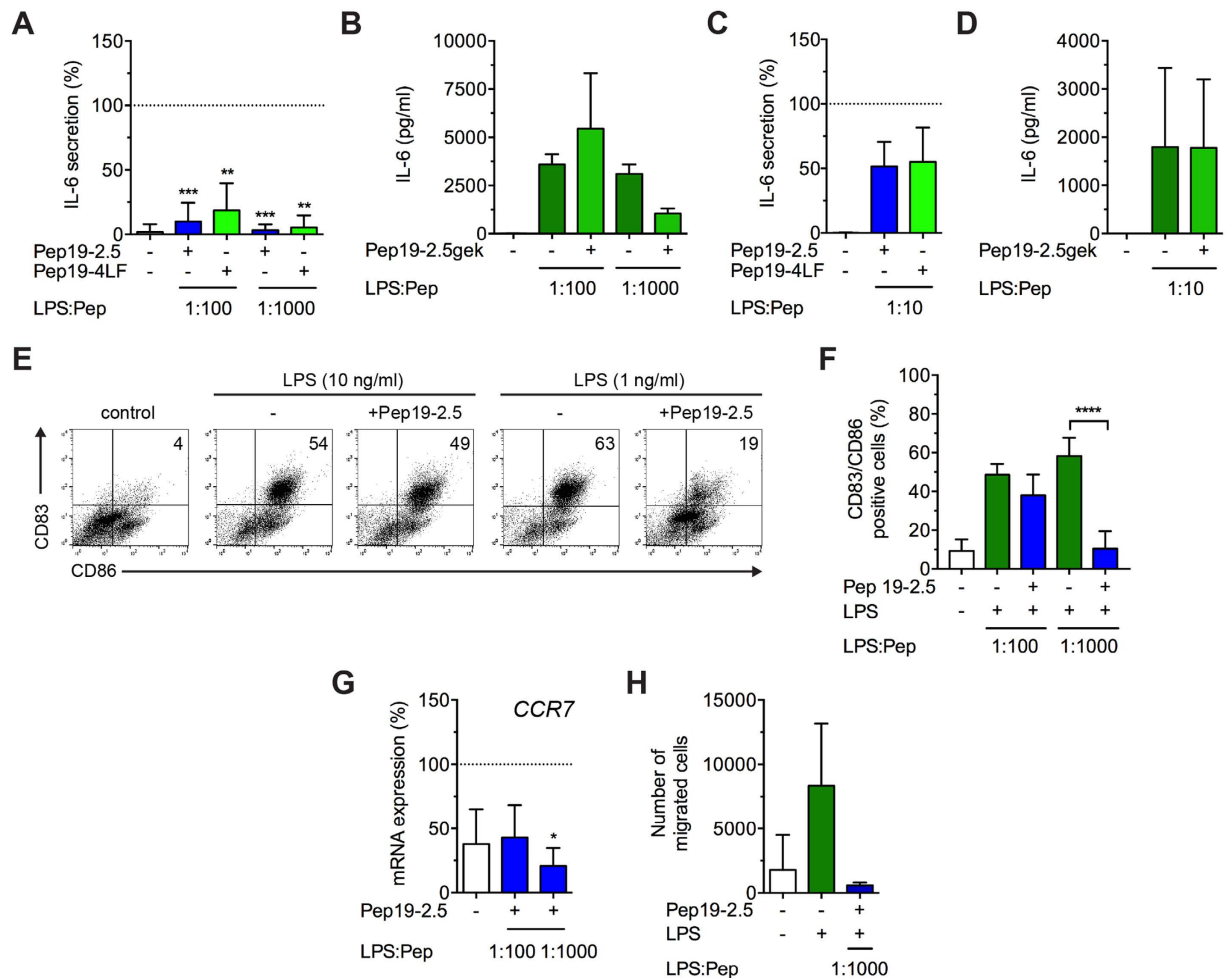 A
IL-6 secretion (%)
150
100
50
0
Pep19-2.5 - + - + -
Pep19-4LF - - + - +
*** ** *** **
LPS:Pep 1:100 1:1000
B
IL-6 (pg/ml)
10000
7500
5000
2500
0
Pep19-2.5gek - - + - +
LPS:Pep 1:100 1:1000
C
IL-6 secretion (%)
150
100
50
0
Pep19-2.5 - + -
Pep19-4LF - - +
LPS:Pep 1:10
D
IL-6 (pg/ml)
4000
3000
2000
1000
0
Pep19-2.5gek - - +
LPS:Pep 1:10
E
LPS (10 ng/ml) LPS (1 ng/ml)
control - +Pep19-2.5 - +Pep19-2.5
4 54 49 63 19
CD83
CD86
F
CD83/CD86
positive cells (%)
100
80
60
40
20
0
****
Pep 19-2.5 - - + - +
LPS - + + + +
LPS:Pep 1:100 1:1000
G
CCR7
mRNA expression (%)
150
100
50
0
*
Pep19-2.5 - + +
LPS:Pep 1:100 1:1000
H
Number of
migrated cells
15000
10000
5000
0
Pep19-2.5 - - +
LPS - + +
LPS:Pep 1:1000